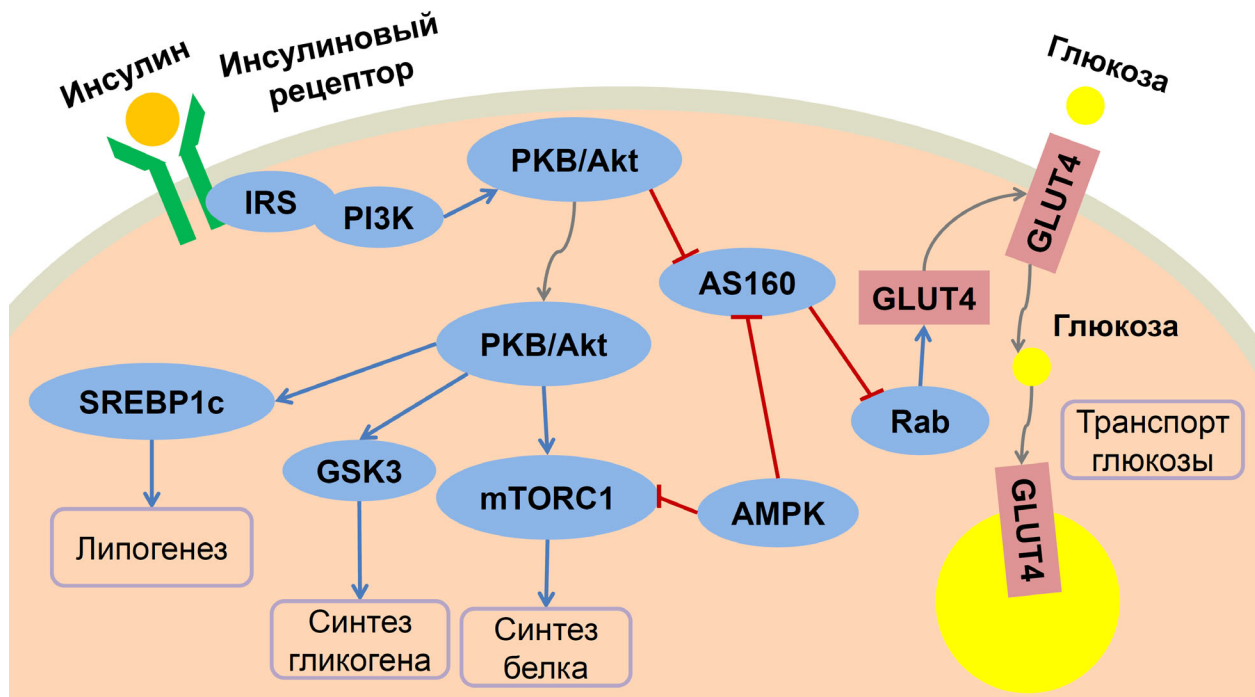 Инсулин
Инсулиновый
рецептор
Глюкоза
PKB/Akt
GLUT4
IRS
PI3K
AS160
GLUT4
Глюкоза
PKB/Akt
SREBP1c
Rab
Транспорт
глюкозы
GSK3
mTORC1
AMPK
GLUT4
Липогенез
Синтез
гликогена
Синтез
белка